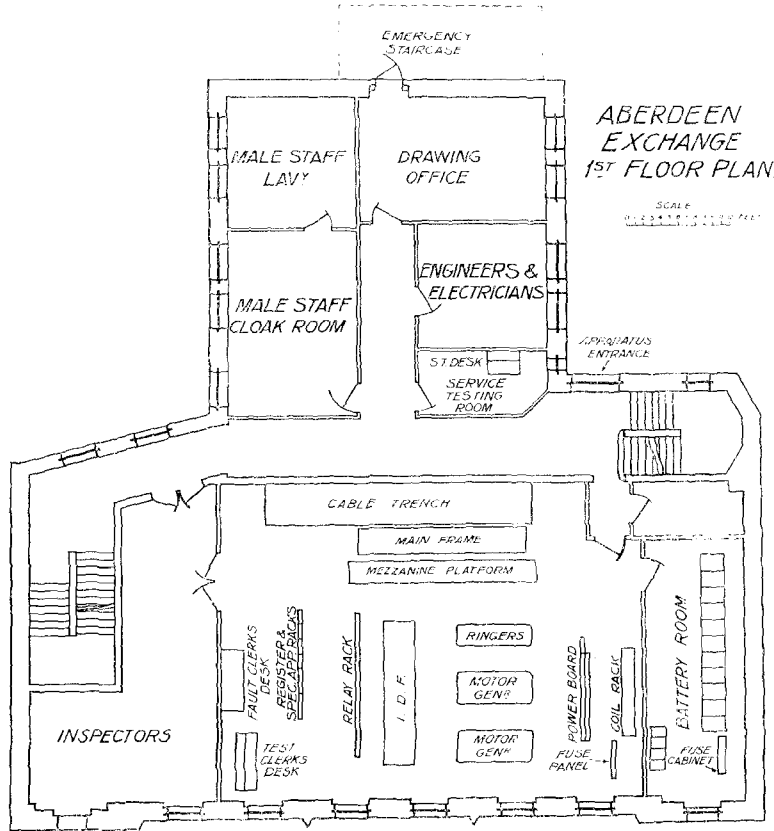 EMERGENCY
STAIRCASE
ABERDEEN
EXCHANGE
1ST FLOOR PLAN.
SCALE
FEET
MALE STAFF
LAVY
DRAWING
OFFICE
ENGINEERS &
ELECTRICIANS
MALE STAFF
CLOAK ROOM
APPARATUS
ENTRANCE
ST. DESK
SERVICE
TESTING
ROOM
CABLE TRENCH
MAIN FRAME
MEZZANINE PLATFORM
FAULT CLERKS
DESK
REGISTER &
SPEC. APP. RACKS
RELAY RACK
I. D. F.
RINGERS
MOTOR
GENR
MOTOR
GENR
POWER BOARD
COIL RACK
BATTERY ROOM
INSPECTORS
TEST
CLERKS
DESK
FUSE
PANEL
FUSE
CABINET